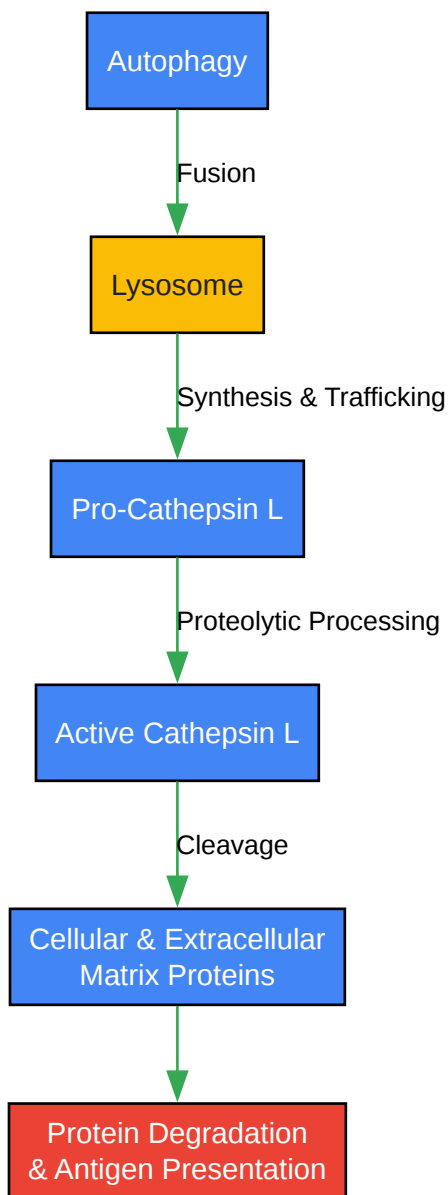 Autophagy
Fusion
Lysosome
Synthesis & Trafficking
Pro-Cathepsin L
Proteolytic Processing
Active Cathepsin L
Cleavage
Cellular & Extracellular
Matrix Proteins
Protein Degradation
& Antigen Presentation